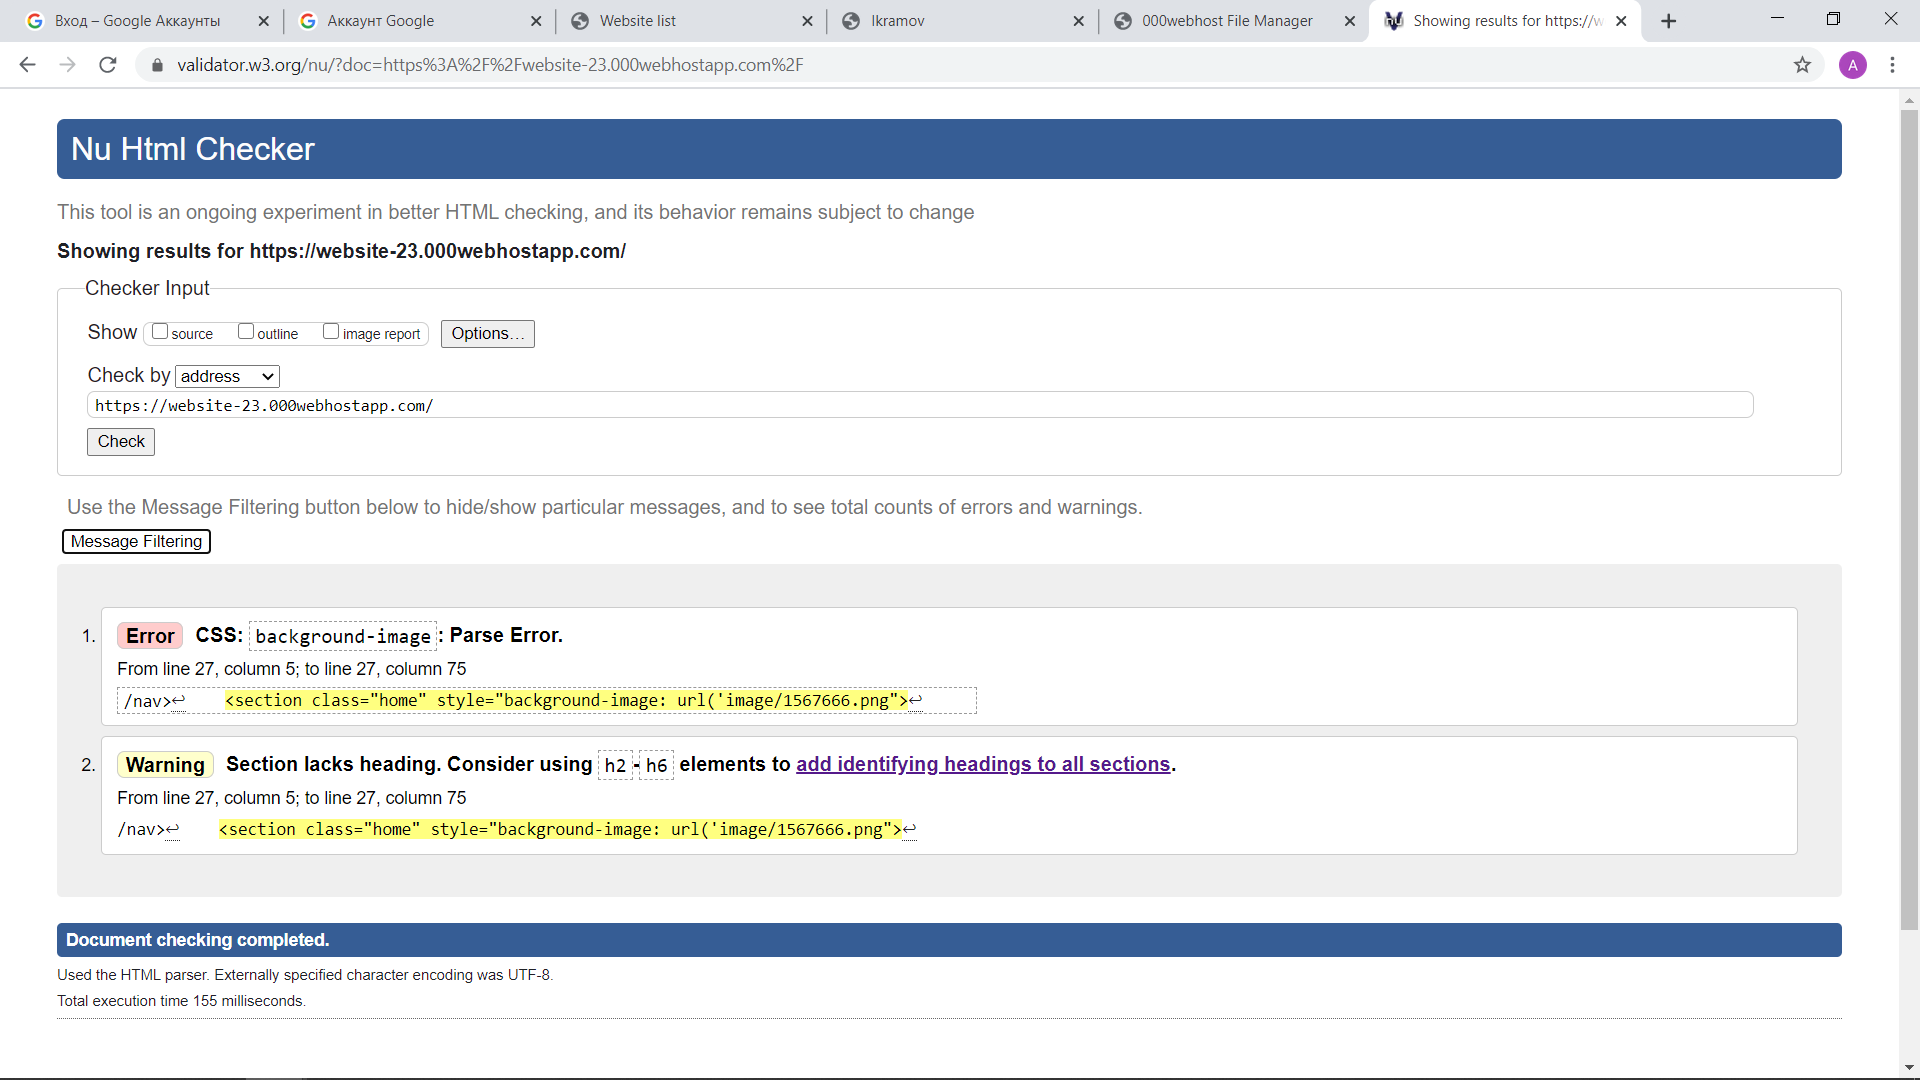 Вход – Google Аккаунты
Аккаунт Google
Website list
Ikramov
000webhost File Manager
Showing results for https://w
validator.w3.org/nu/?doc=https%3A%2F%2Fwebsite-23.000webhostapp.com%2F
A
Nu Html Checker
This tool is an ongoing experiment in better HTML checking, and its behavior remains subject to change
Showing results for https://website-23.000webhostapp.com/
Checker Input
Show source outline image report Options…
Check by address
https://website-23.000webhostapp.com/
Check
Use the Message Filtering button below to hide/show particular messages, and to see total counts of errors and warnings.
Message Filtering
1. Error CSS: background-image: Parse Error.
From line 27, column 5; to line 27, column 75
/nav>↩ <section class="home" style="background-image: url('image/1567666.png">↩
2. Warning Section lacks heading. Consider using h2-h6 elements to add identifying headings to all sections.
From line 27, column 5; to line 27, column 75
/nav>↩ <section class="home" style="background-image: url('image/1567666.png">↩
Document checking completed.
Used the HTML parser. Externally specified character encoding was UTF-8.
Total execution time 155 milliseconds.